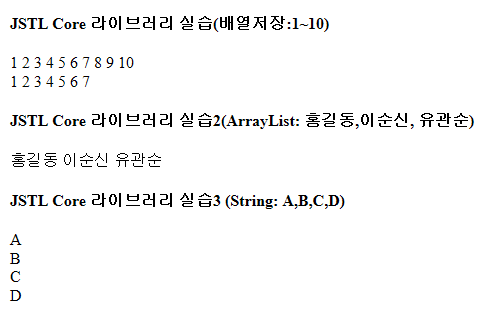 JSTL Core 라이브러리 실습(배열저장:1~10)
1 2 3 4 5 6 7 8 9 10
1 2 3 4 5 6 7
JSTL Core 라이브러리 실습2(ArrayList: 홍길동,이순신, 유관순)
홍길동 이순신 유관순
JSTL Core 라이브러리 실습3 (String: A,B,C,D)
A
B
C
D